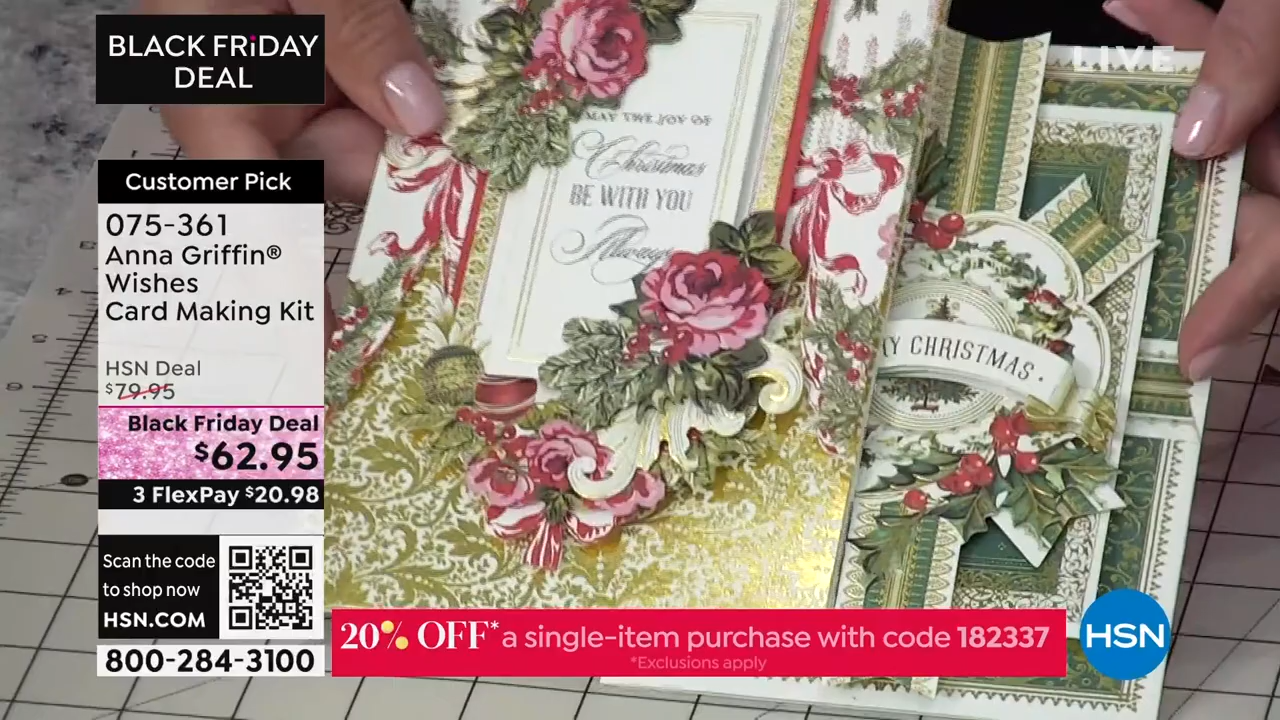 BLACK FRiDAY
DEAL
LIVE
Customer Pick
075-361
Anna Griffin®
Wishes
Card Making Kit
HSN Deal
$79.95
Black Friday Deal
$62.95
3 FlexPay $20.98
Scan the code
to shop now
HSN.COM
800-284-3100
MAY THE JOY OF
Christmas
BE WITH YOU
Always
CHRISTMAS.
20% OFF* a single-item purchase with code 182337
*Exclusions apply
HSN